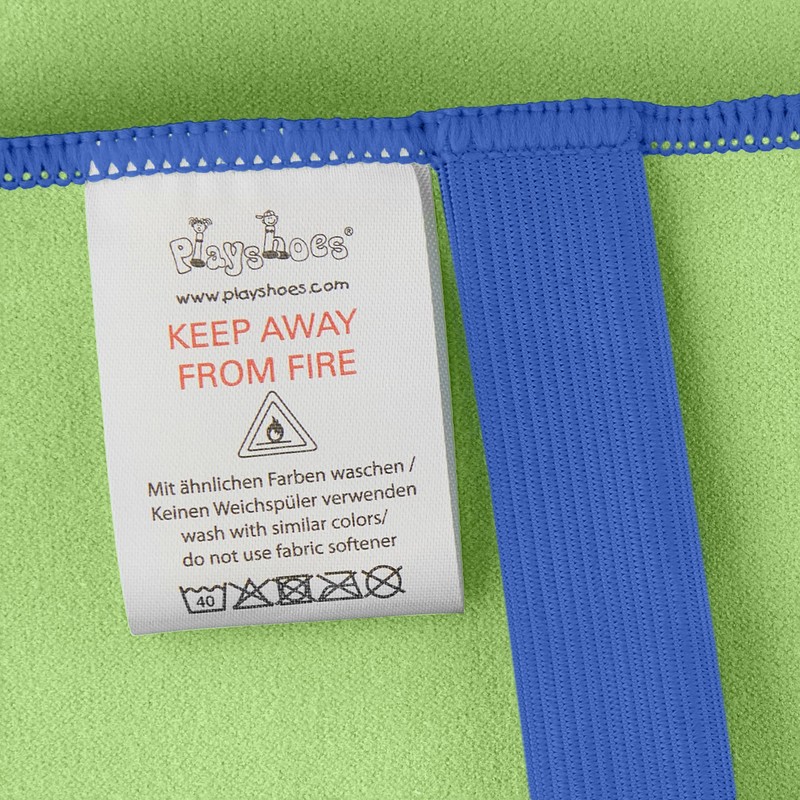 Playshoes®
www.playshoes.com
KEEP AWAY
FROM FIRE
Mit ähnlichen Farben waschen /
Keinen Weichspüler verwenden
wash with similar colors/
do not use fabric softener
40